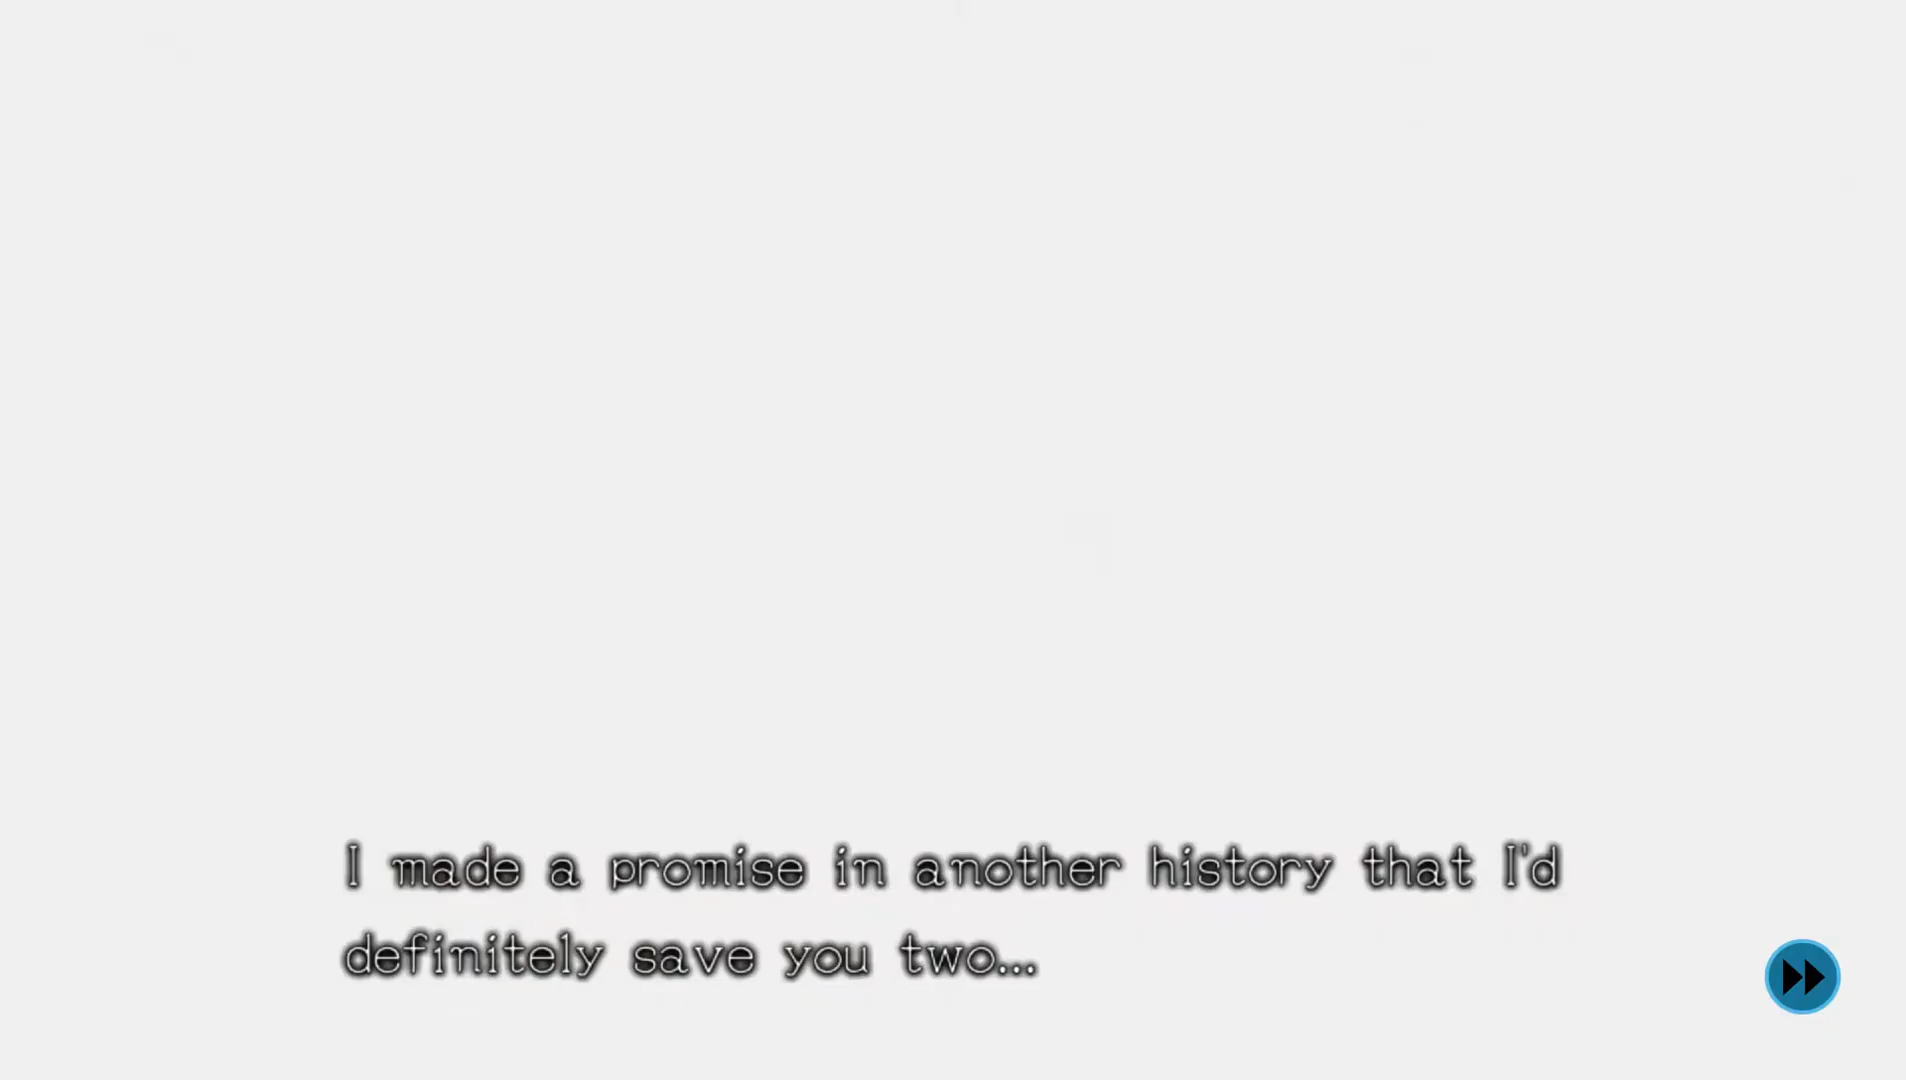 I made a promise in another history that I'd
definitely save you two...